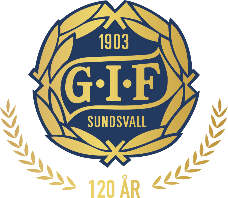 1903
G·I·F
SUNDSVALL
120 ÅR